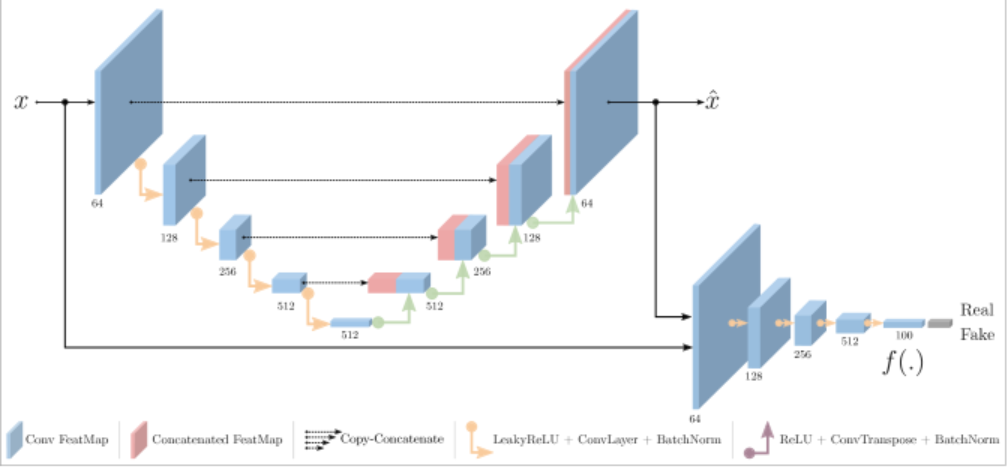 x
x̂
64
64
128
128
256
256
512
512
512
64
128
256
512
100
Real
Fake
f(.)
Conv FeatMap
Concatenated FeatMap
Copy-Concatenate
LeakyReLU + ConvLayer + BatchNorm
ReLU + ConvTranspose + BatchNorm